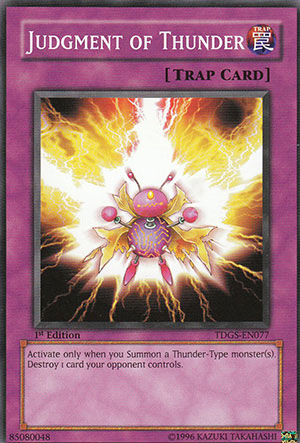 JUDGMENT OF THUNDER
TRAP
罠
[TRAP CARD]
1st Edition
TDGS-EN077
Activate only when you Summon a Thunder-Type monster(s).
Destroy 1 card your opponent controls.
85080048
©1996 KAZUKI TAKAHASHI